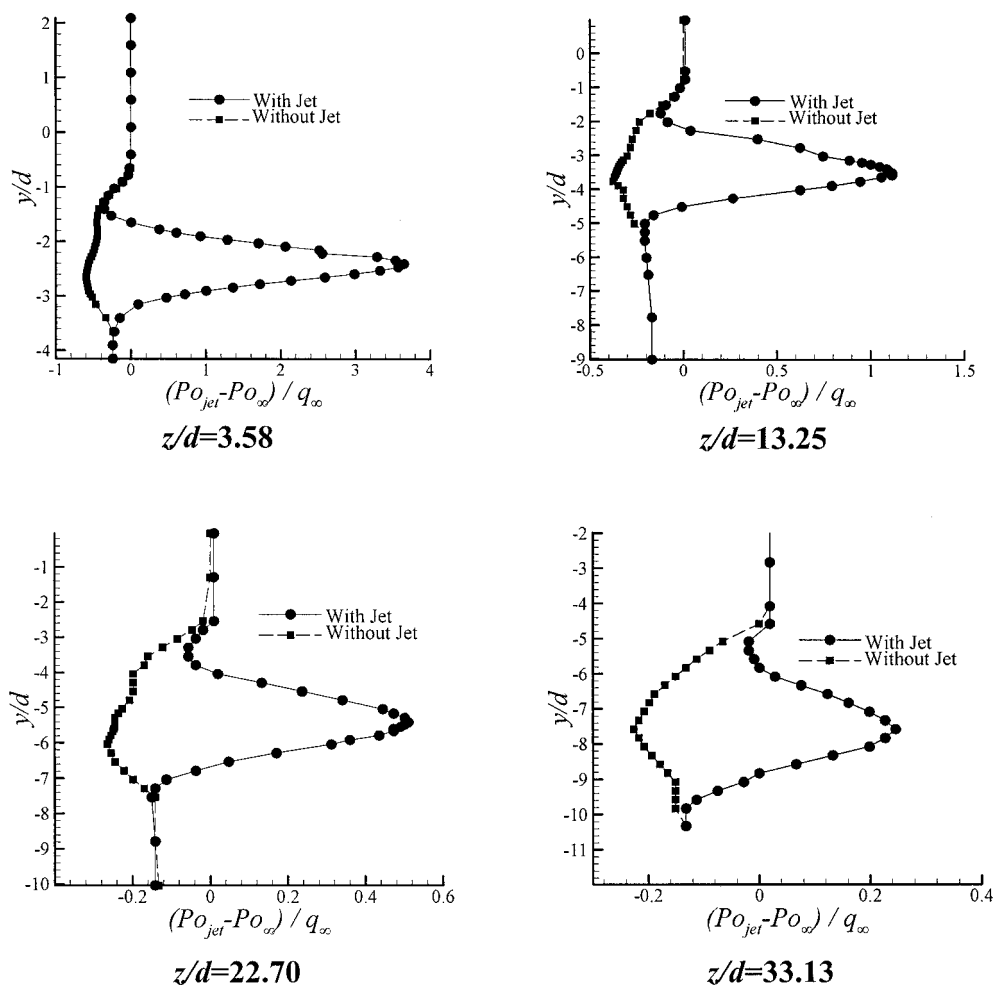 2
1
0
-1
-2
-3
-4
y/d
With Jet
Without Jet
-1 0 1 2 3 4
(Po_jet-Po_∞) / q_∞
z/d=3.58
0
-1
-2
-3
-4
-5
-6
-7
-8
-9
y/d
With Jet
Without Jet
-0.5 0 0.5 1 1.5
(Po_jet-Po_∞) / q_∞
z/d=13.25
-1
-2
-3
-4
-5
-6
-7
-8
-9
-10
y/d
With Jet
Without Jet
-0.2 0 0.2 0.4 0.6
(Po_jet-Po_∞) / q_∞
z/d=22.70
-2
-3
-4
-5
-6
-7
-8
-9
-10
-11
y/d
With Jet
Without Jet
-0.2 0 0.2 0.4
(Po_jet-Po_∞) / q_∞
z/d=33.13